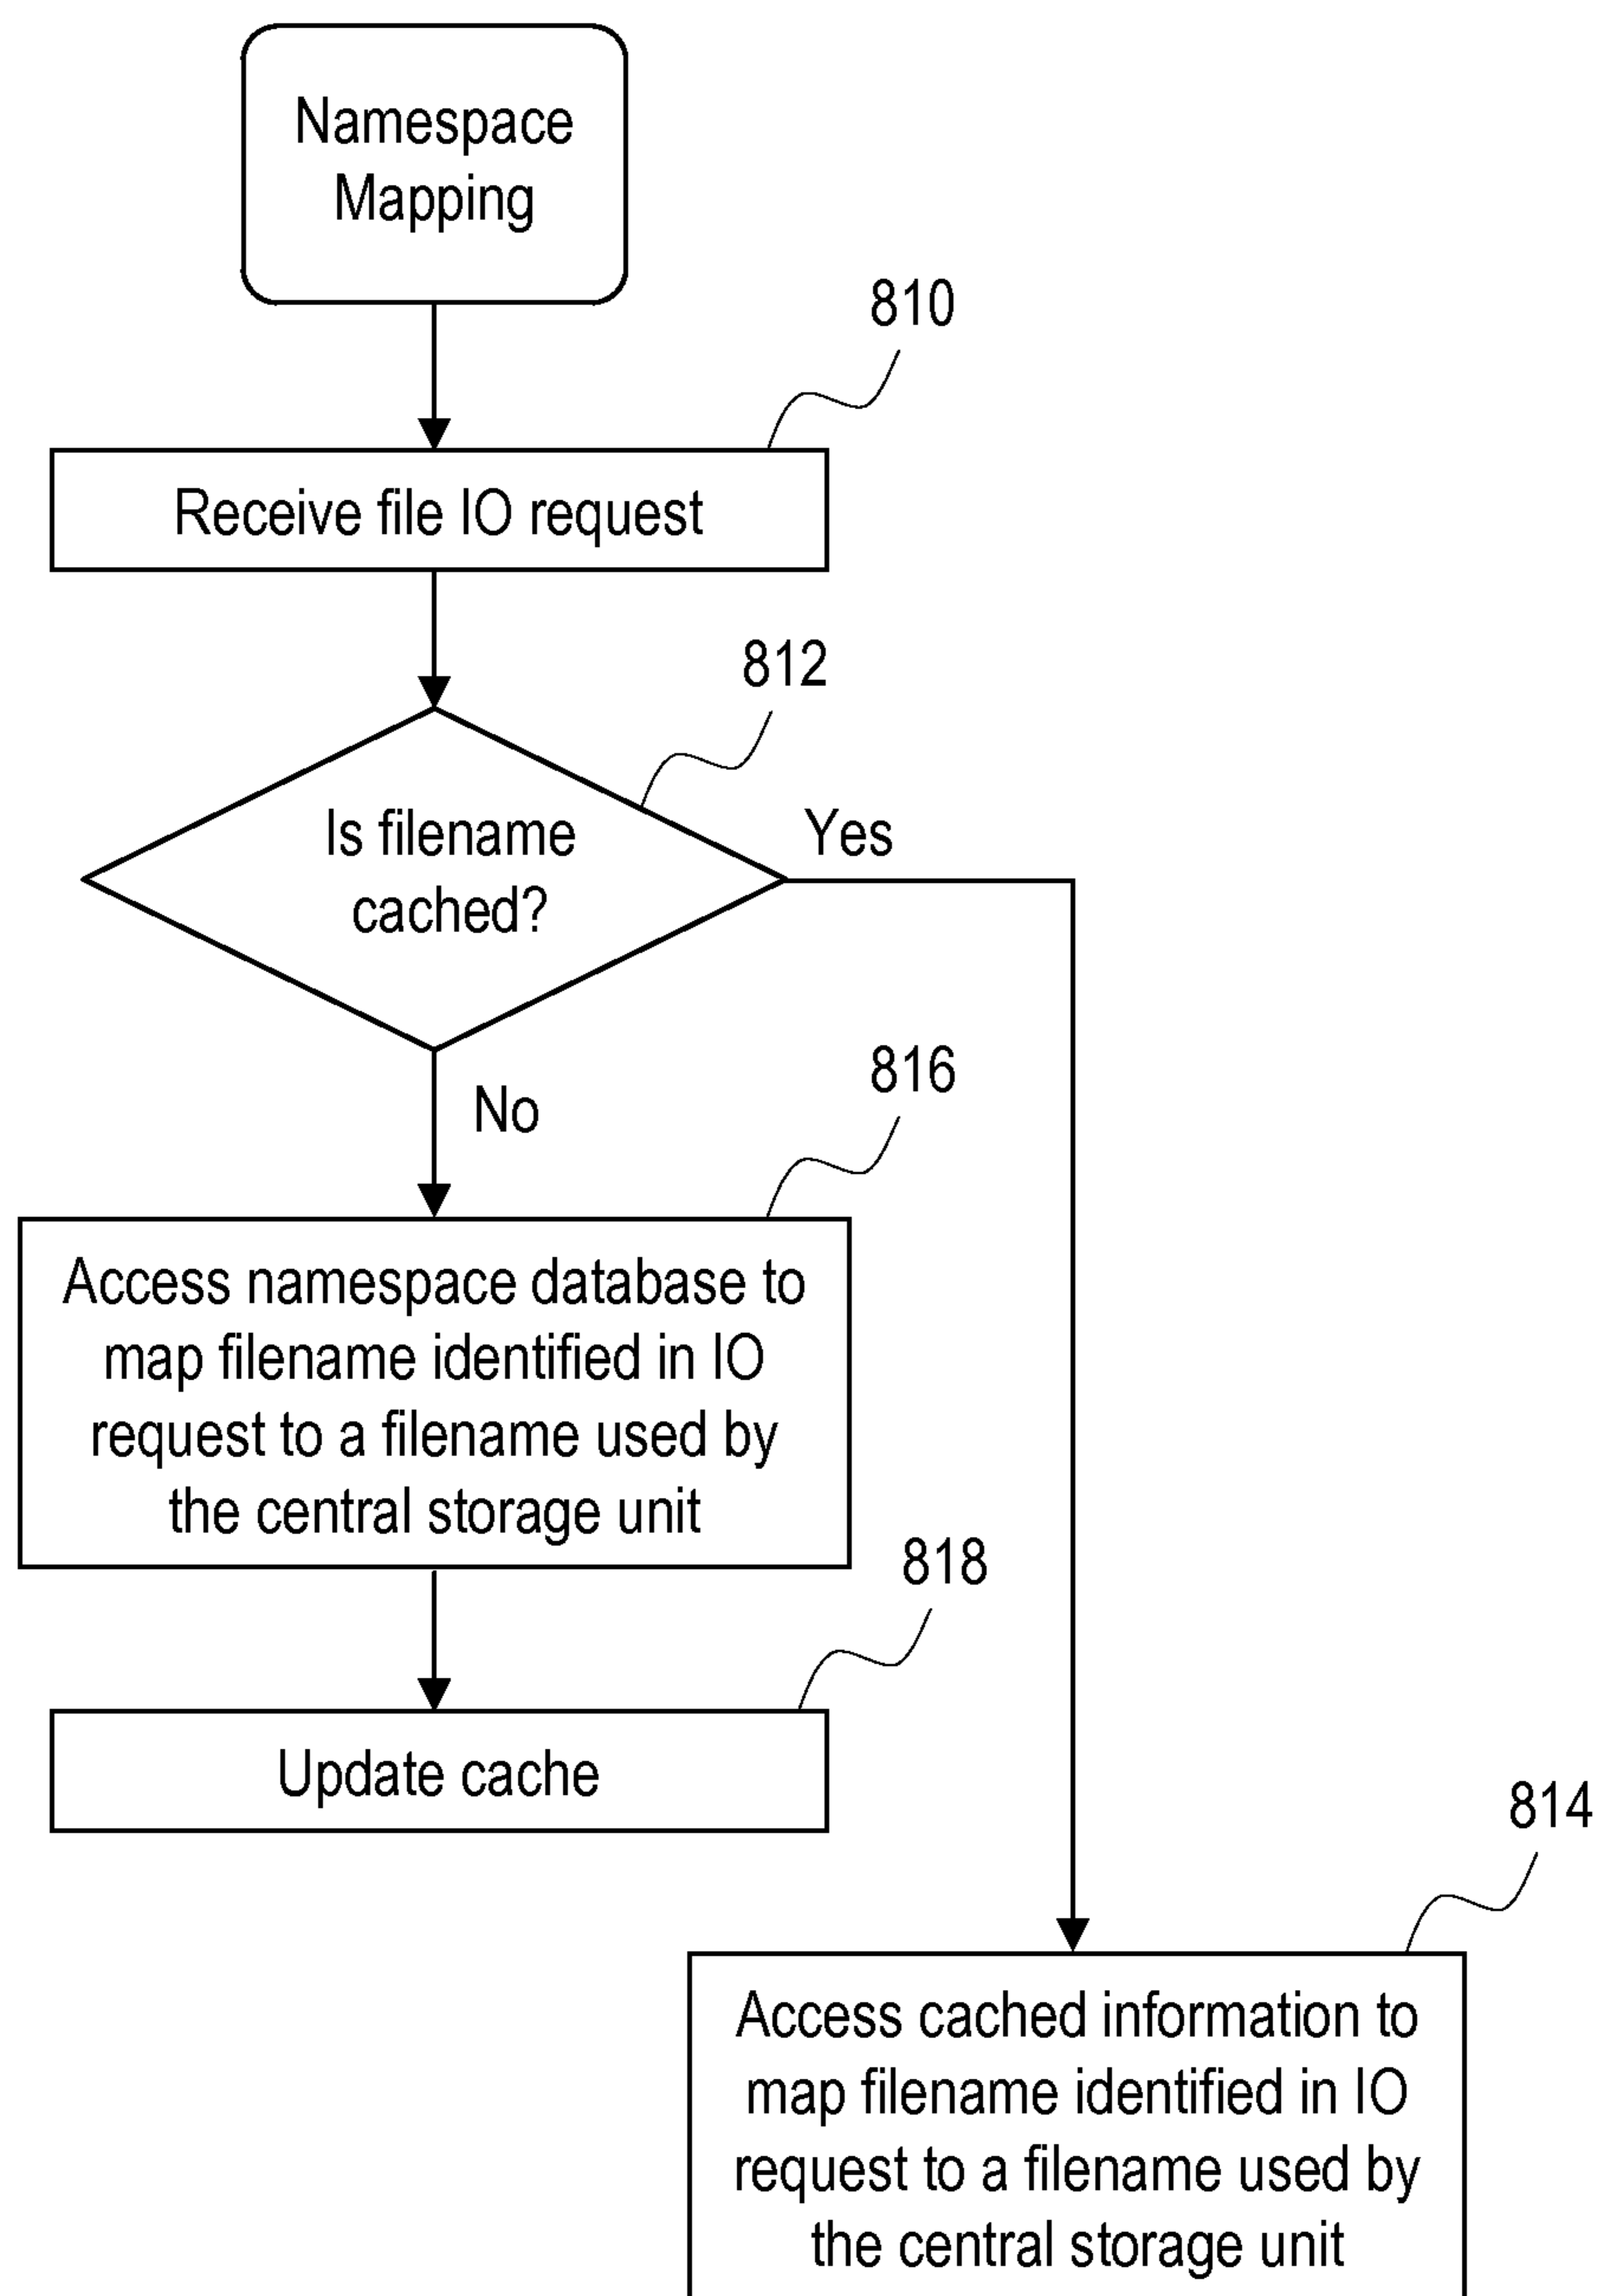 Namespace
Mapping
810
Receive file IO request
812
Is filename
cached?
Yes
No
816
Access namespace database to
map filename identified in IO
request to a filename used by
the central storage unit
818
Update cache
814
Access cached information to
map filename identified in IO
request to a filename used by
the central storage unit